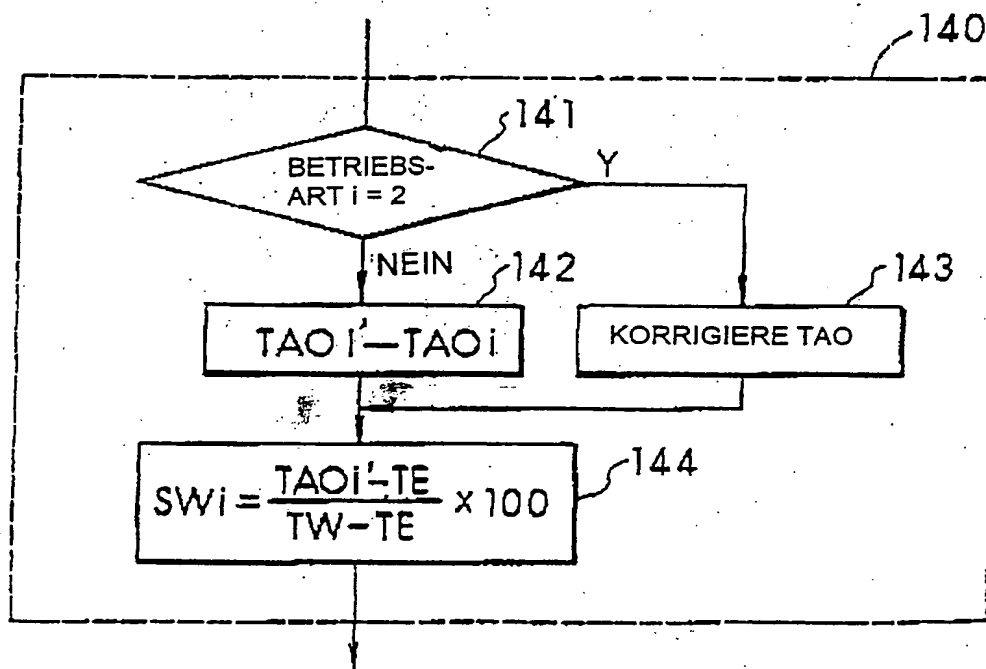 140
141
BETRIEBS-
ART i = 2
Y
NEIN
142
143
TAO i' — TAO i
KORRIGIERE TAO
144
SWi = TAOi' - TE / TW - TE × 100